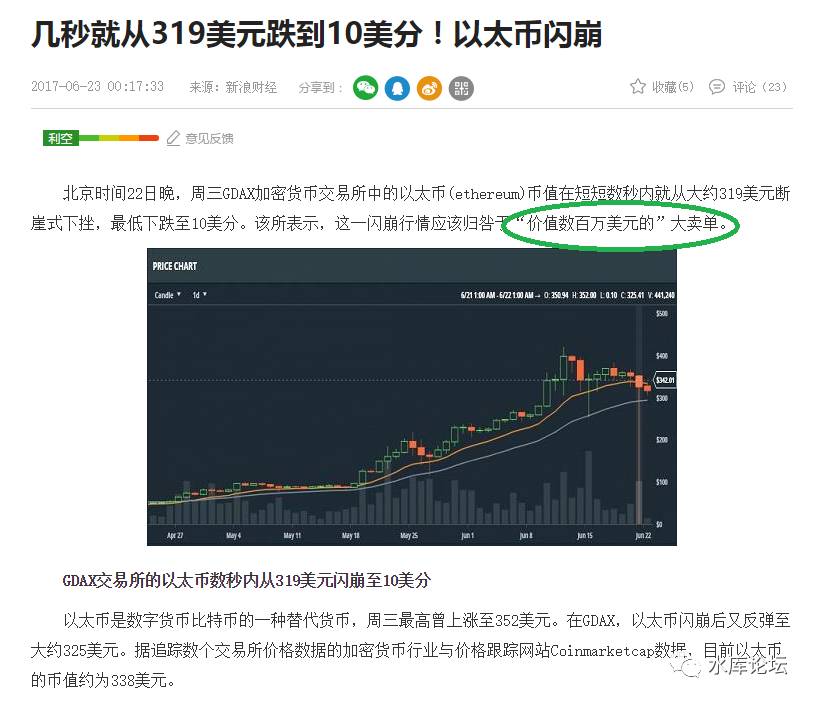 几秒就从319美元跌到10美分！以太币闪崩
2017-06-23 00:17:33 来源：新浪财经 分享到： 收藏(5) 评论（23）
利空 意见反馈
北京时间22日晚，周三GDAX加密货币交易所中的以太币(ethereum)币值在短短数秒内就从大约319美元断
崖式下挫，最低下跌至10美分。该所表示，这一闪崩行情应该归咎于“价值数百万美元的”大卖单。
PRICE CHART
Candle 1d 6/21 1:00 AM - 6/22 1:00 AM → O: 350.94 H: 352.00 L: 0.10 C: 325.41 V: 441,240
$500
$400
$342.01
$300
$200
$100
$0
Apr 27 May 4 May 11 May 18 May 25 Jun 1 Jun 8 Jun 15 Jun 22
GDAX交易所的以太币数秒内从319美元闪崩至10美分
以太币是数字货币比特币的一种替代货币，周三最高曾上涨至352美元。在GDAX，以太币闪崩后又反弹至
大约325美元。据追踪数个交易所价格数据的加密货币行业与价格跟踪网站Coinmarketcap数据，目前以太币
的币值约为338美元。
水库论坛